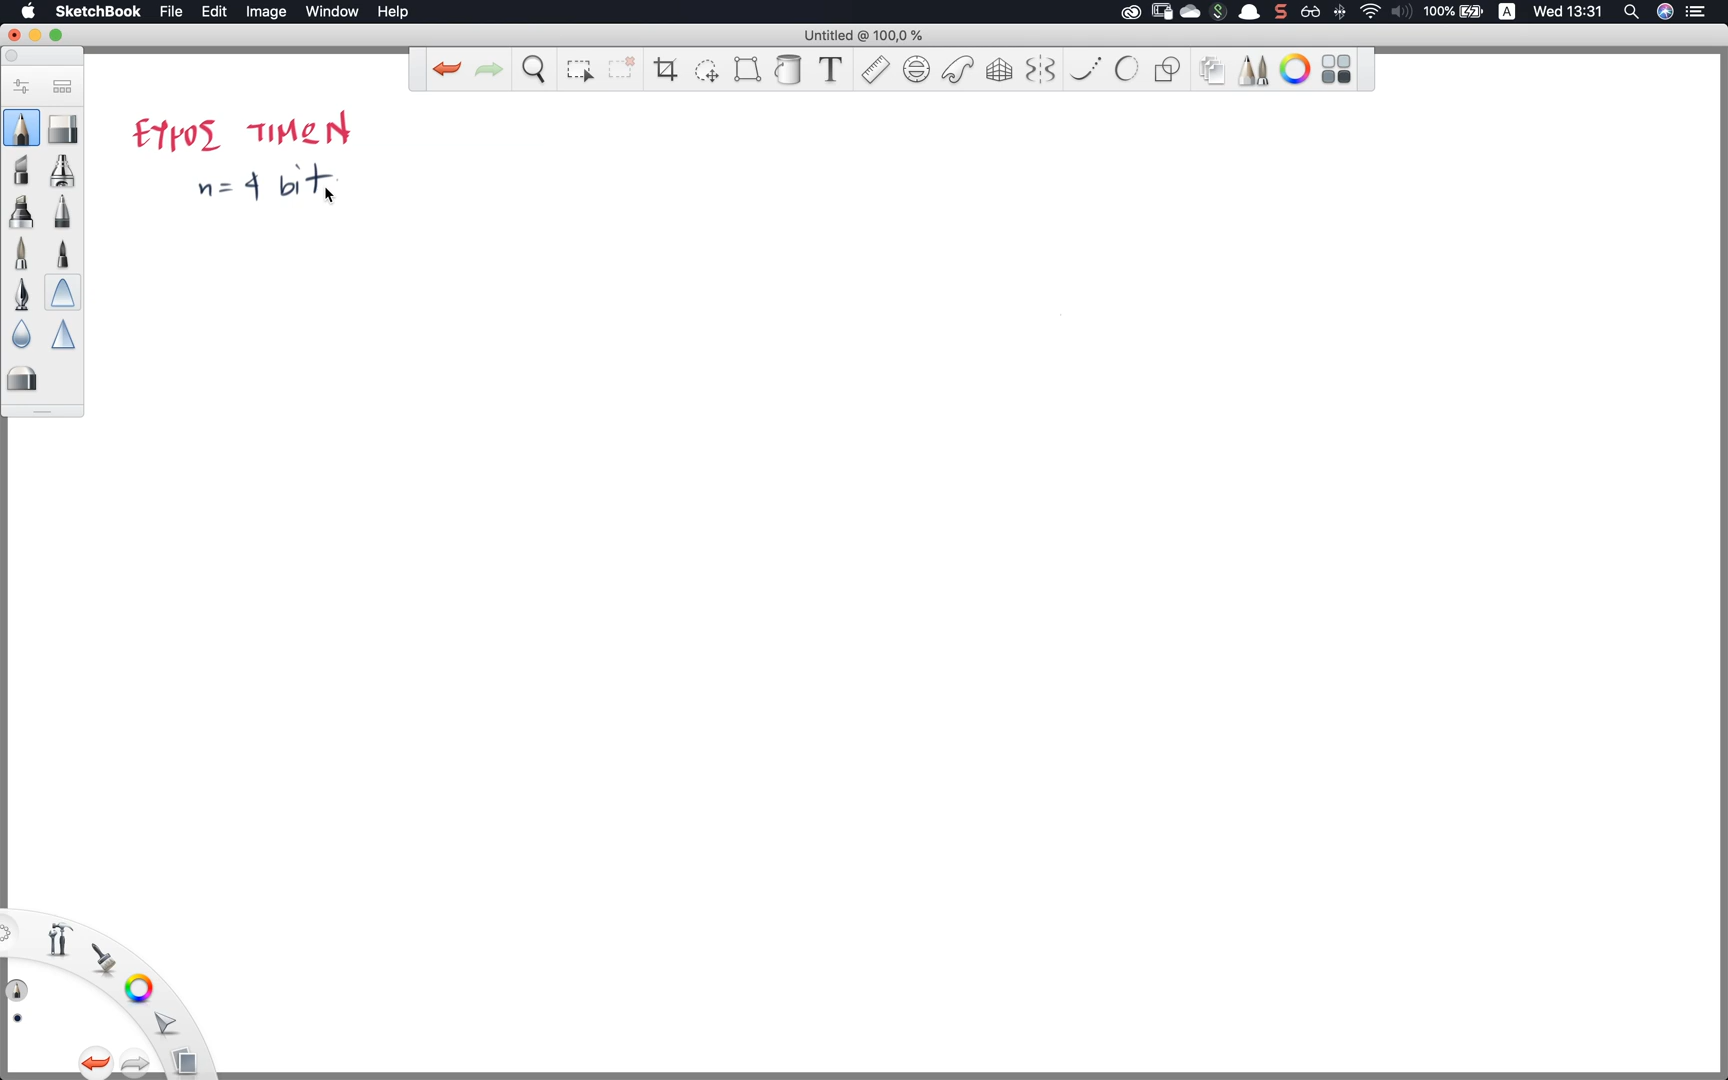 SketchBook File Edit Image Window Help 100% A Wed 13:31
Untitled @ 100,0 %
T
ΕΥΡΟΣ ΤΙΜΩΝ
n = 4 bit